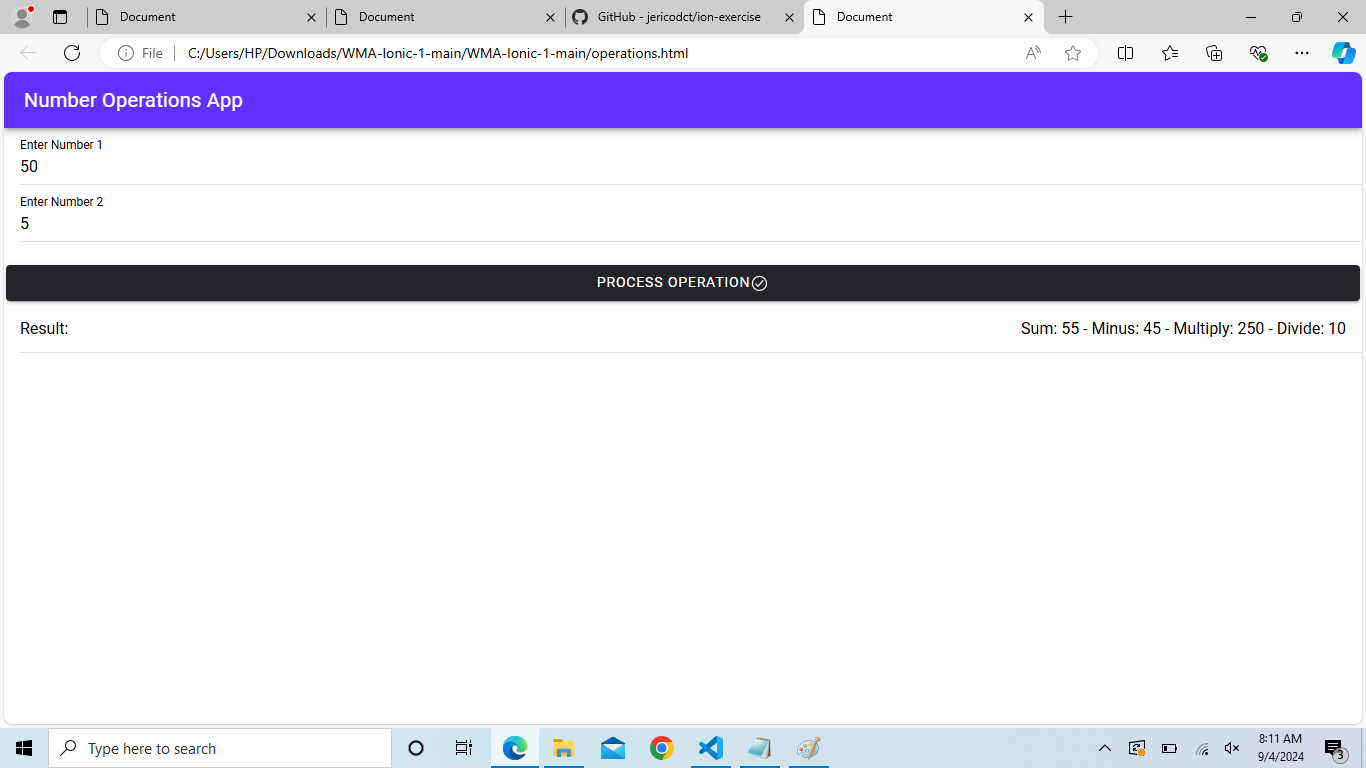 Document
Document
GitHub - jericodct/ion-exercise
Document
File
C:/Users/HP/Downloads/WMA-Ionic-1-main/WMA-Ionic-1-main/operations.html
Number Operations App
Enter Number 1
50
Enter Number 2
5
PROCESS OPERATION
Result:
Sum: 55 - Minus: 45 - Multiply: 250 - Divide: 10
Type here to search
8:11 AM
9/4/2024
3